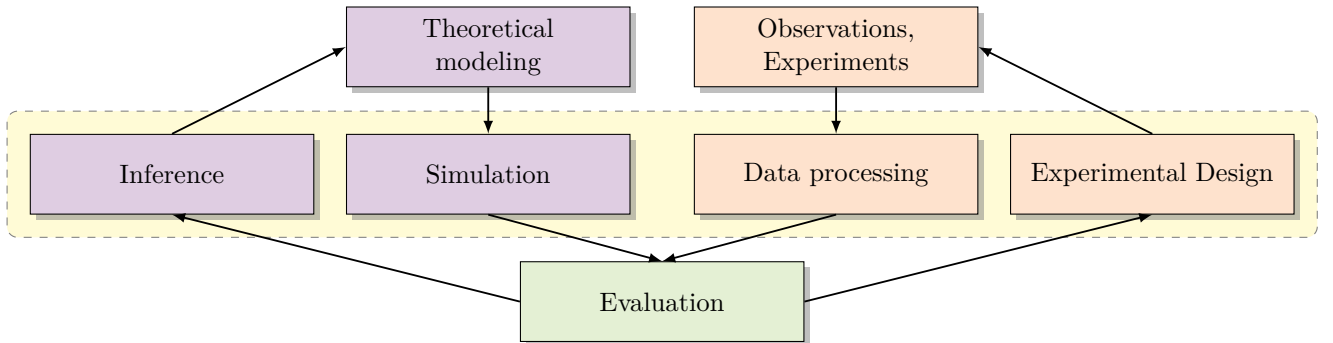 Theoretical
modeling
Observations,
Experiments
Inference
Simulation
Data processing
Experimental Design
Evaluation